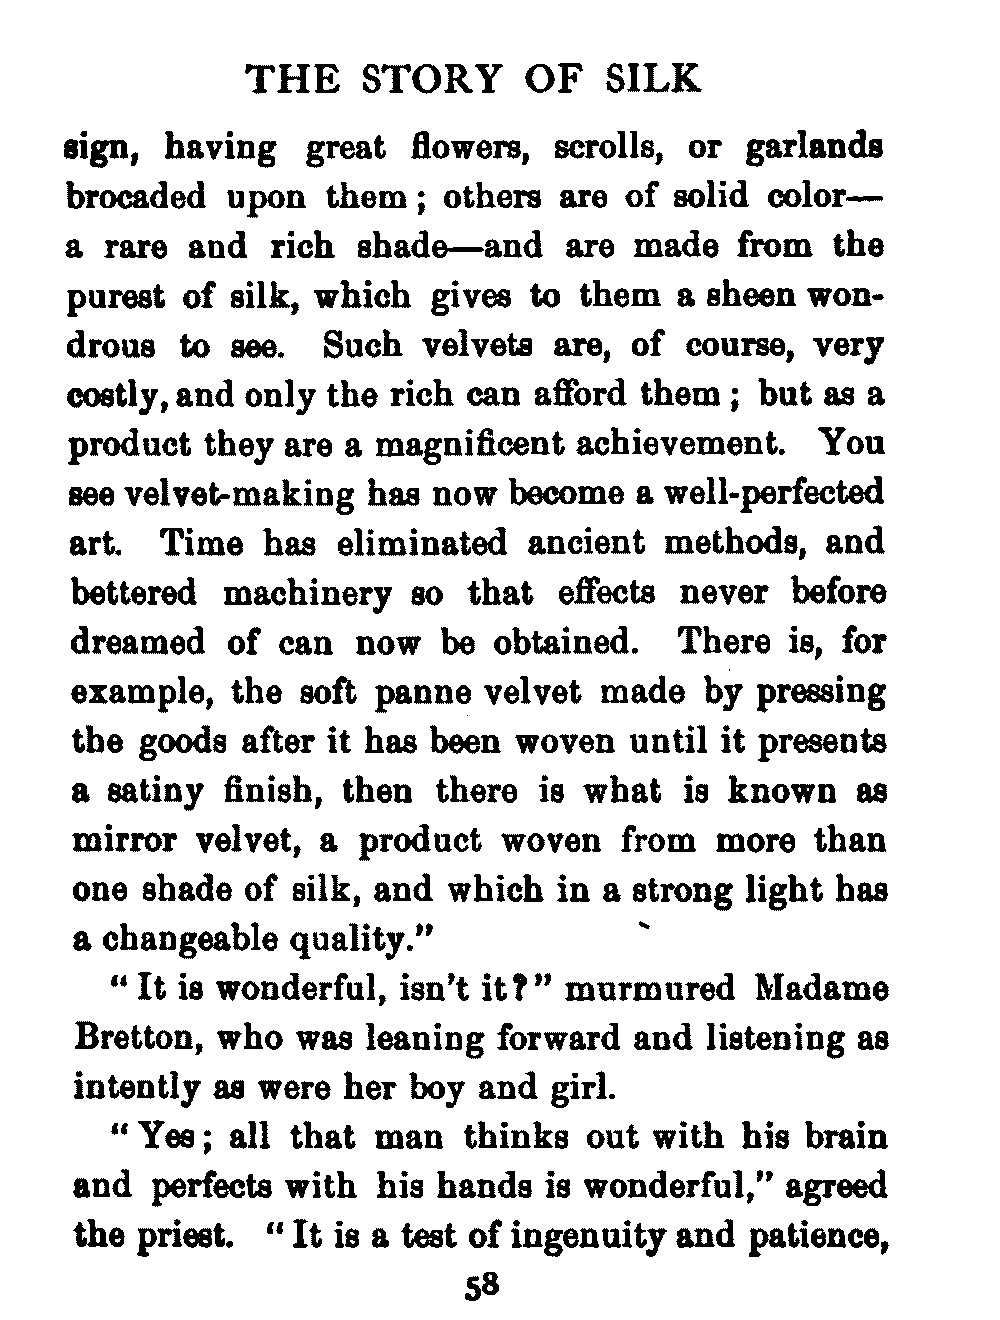 THE STORY OF SILK
sign, having great flowers, scrolls, or garlands
brocaded upon them; others are of solid color—
a rare and rich shade—and are made from the
purest of silk, which gives to them a sheen won-
drous to see. Such velvets are, of course, very
costly, and only the rich can afford them; but as a
product they are a magnificent achievement. You
see velvet-making has now become a well-perfected
art. Time has eliminated ancient methods, and
bettered machinery so that effects never before
dreamed of can now be obtained. There is, for
example, the soft panne velvet made by pressing
the goods after it has been woven until it presents
a satiny finish, then there is what is known as
mirror velvet, a product woven from more than
one shade of silk, and which in a strong light has
a changeable quality."
"It is wonderful, isn't it?" murmured Madame
Bretton, who was leaning forward and listening as
intently as were her boy and girl.
"Yes; all that man thinks out with his brain
and perfects with his hands is wonderful," agreed
the priest. "It is a test of ingenuity and patience,
58